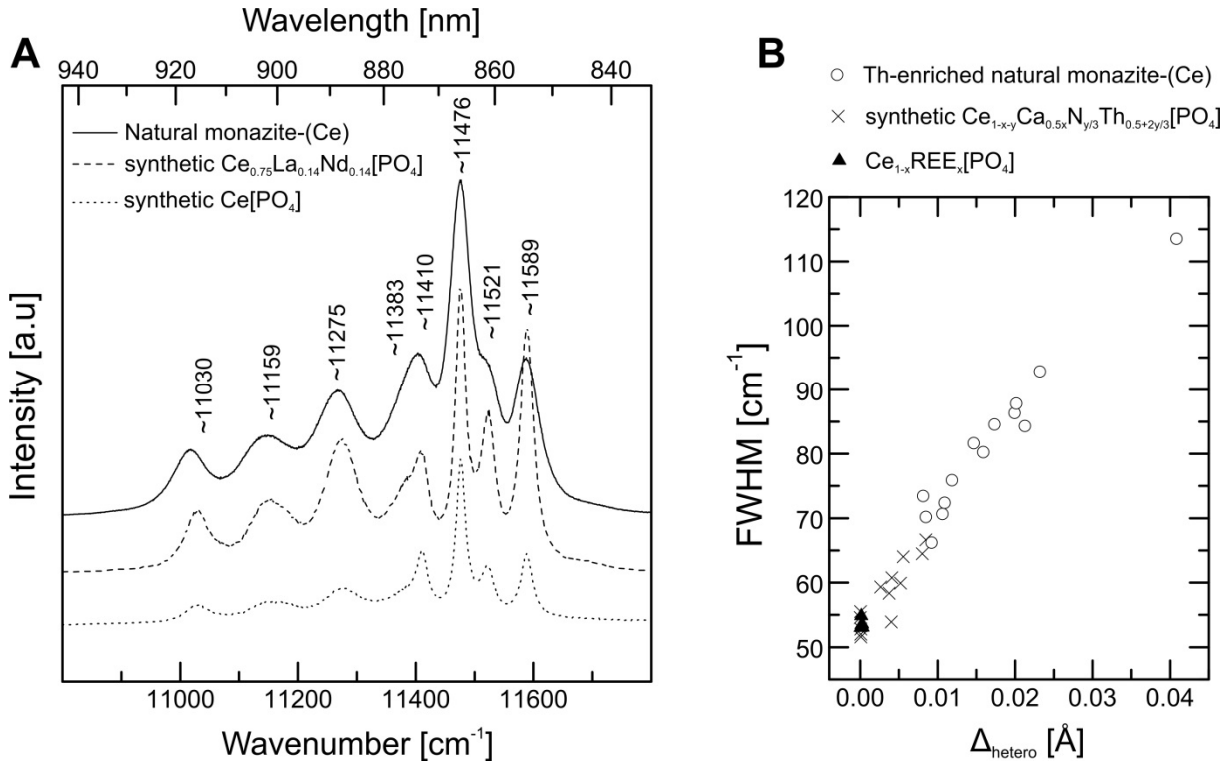 A
Wavelength [nm]
940 920 900 880 860 840
Natural monazite-(Ce)
synthetic Ce0.75La0.14Nd0.14[PO4]
synthetic Ce[PO4]
~11030
~11159
~11275
~11383
~11410
~11476
~11521
~11589
Intensity [a.u]
11000 11200 11400 11600
Wavenumber [cm-1]
B
Th-enriched natural monazite-(Ce)
synthetic Ce1-x-yCa0.5xNy/3Th0.5+2y/3[PO4]
Ce1-xREEx[PO4]
120
110
100
90
80
70
60
50
FWHM [cm-1]
0.00 0.01 0.02 0.03 0.04
Δhetero [Å]